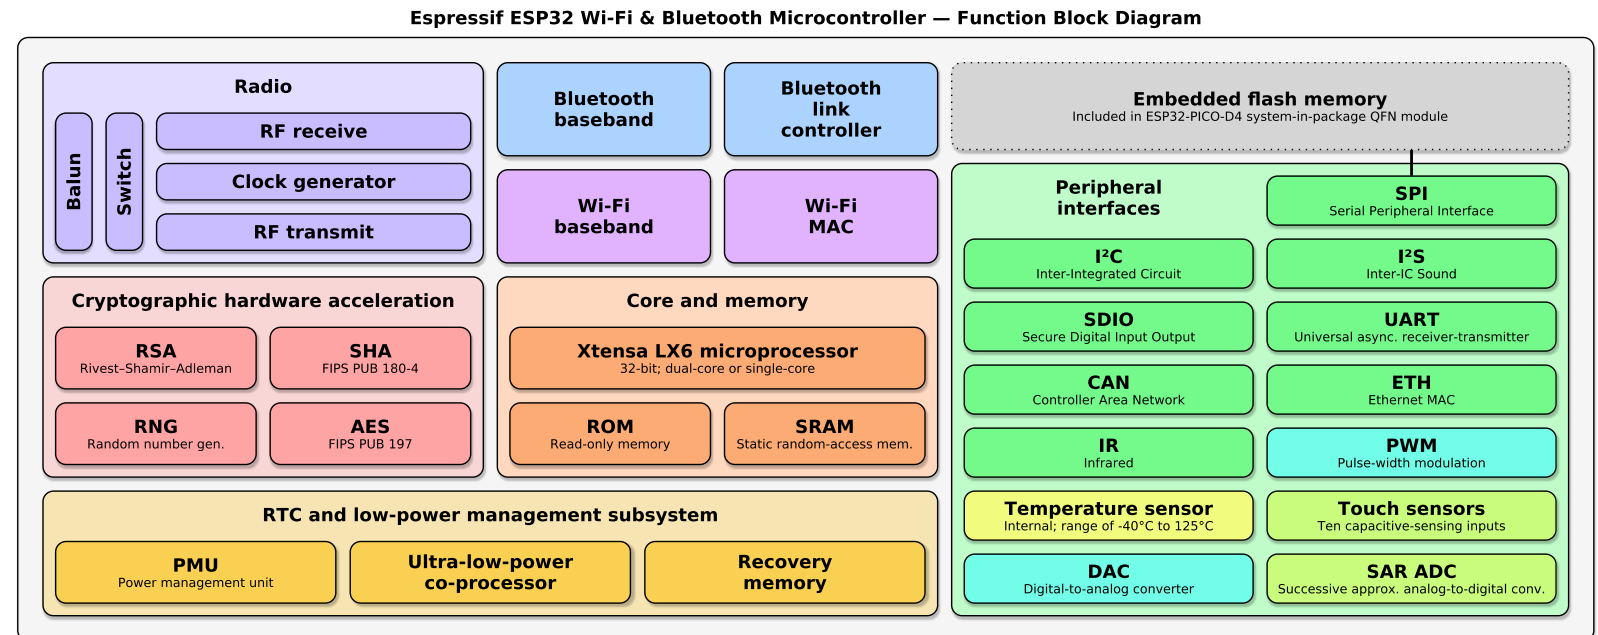 Espressif ESP32 Wi-Fi & Bluetooth Microcontroller — Function Block Diagram
Radio
Balun
Switch
RF receive
Clock generator
RF transmit
Bluetooth
baseband
Bluetooth
link
controller
Wi-Fi
baseband
Wi-Fi
MAC
Embedded flash memory
Included in ESP32-PICO-D4 system-in-package QFN module
Cryptographic hardware acceleration
RSA
Rivest–Shamir–Adleman
SHA
FIPS PUB 180-4
RNG
Random number gen.
AES
FIPS PUB 197
Core and memory
Xtensa LX6 microprocessor
32-bit; dual-core or single-core
ROM
Read-only memory
SRAM
Static random-access mem.
RTC and low-power management subsystem
PMU
Power management unit
Ultra-low-power
co-processor
Recovery
memory
Peripheral
interfaces
SPI
Serial Peripheral Interface
I²C
Inter-Integrated Circuit
I²S
Inter-IC Sound
SDIO
Secure Digital Input Output
UART
Universal async. receiver-transmitter
CAN
Controller Area Network
ETH
Ethernet MAC
IR
Infrared
PWM
Pulse-width modulation
Temperature sensor
Internal; range of -40°C to 125°C
Touch sensors
Ten capacitive-sensing inputs
DAC
Digital-to-analog converter
SAR ADC
Successive approx. analog-to-digital conv.